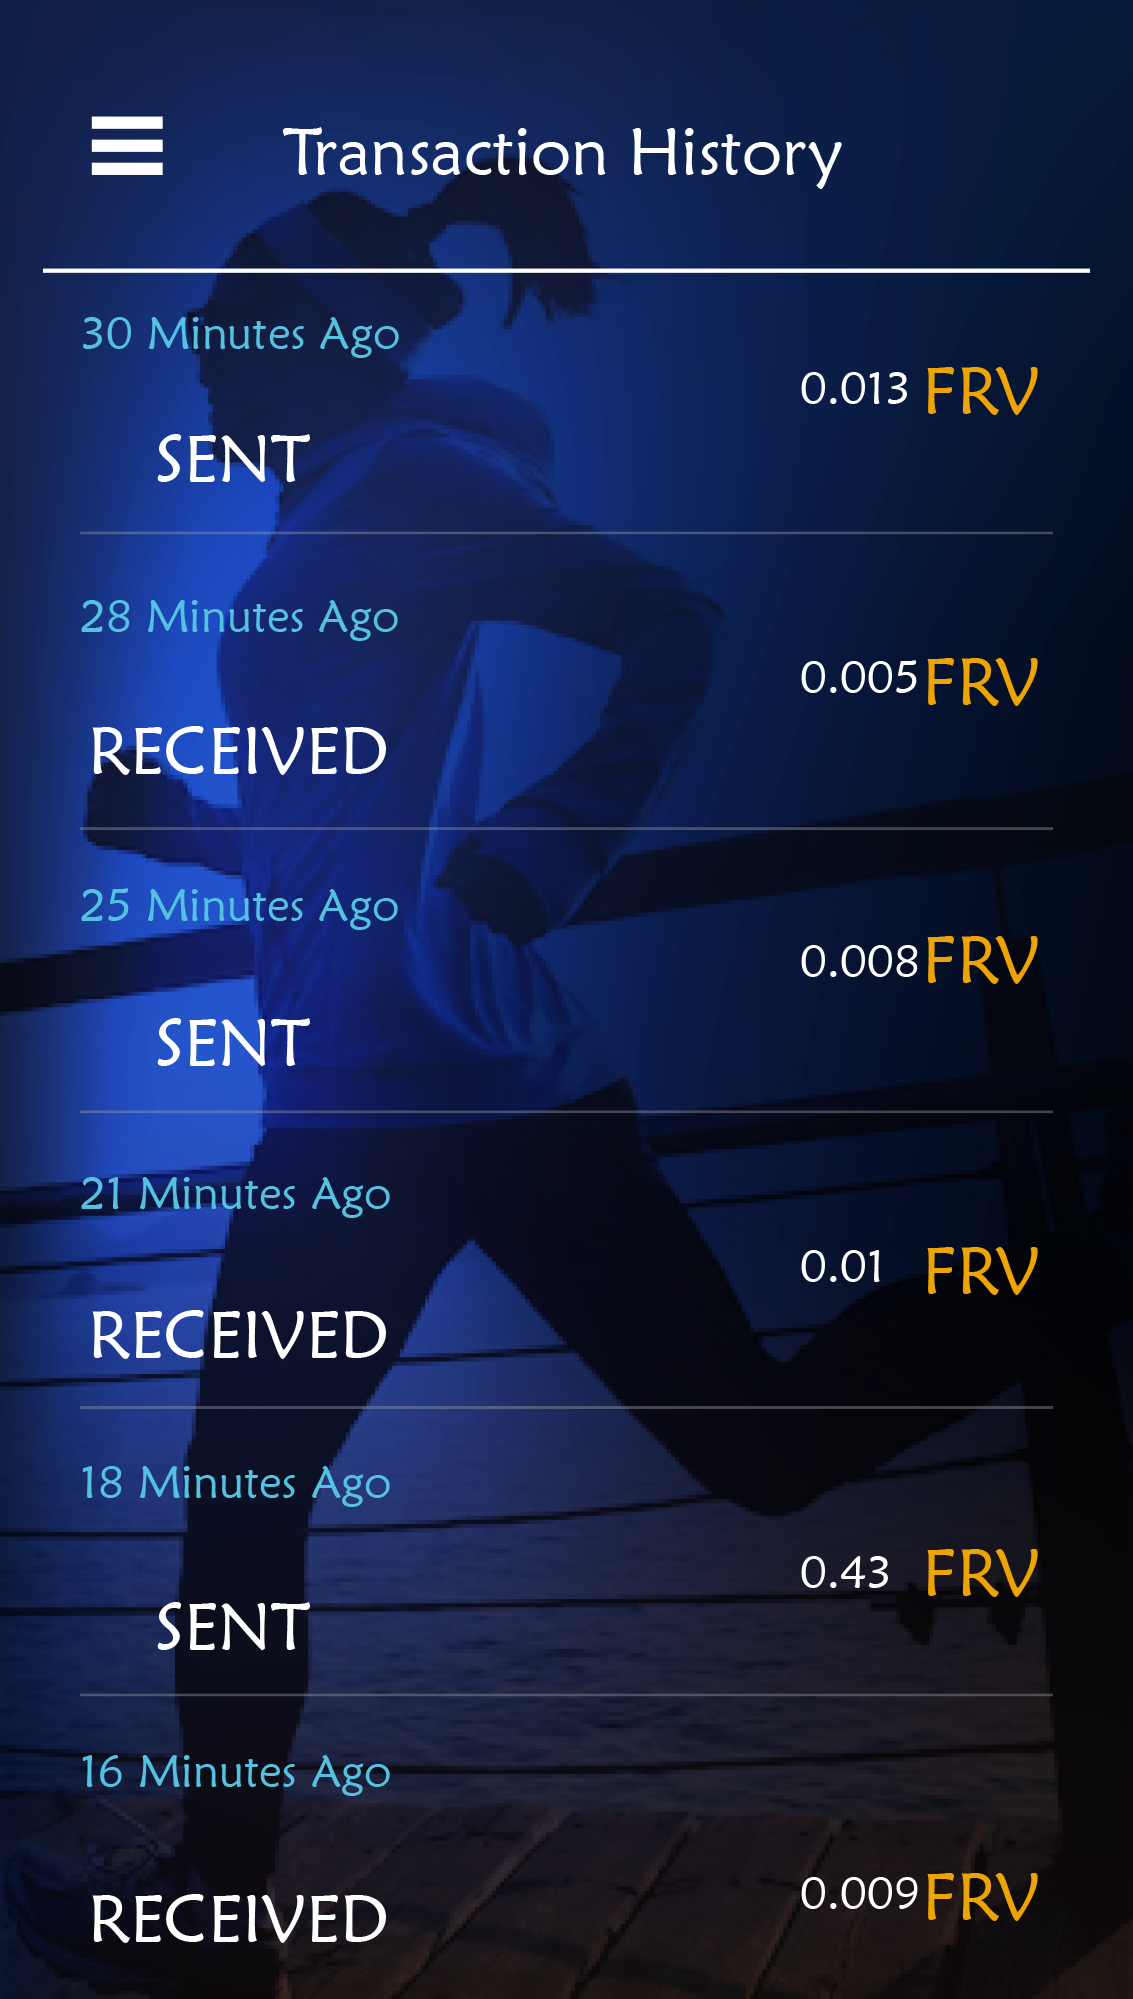 Transaction History
30 Minutes Ago
0.013 FRV
SENT
28 Minutes Ago
0.005 FRV
RECEIVED
25 Minutes Ago
0.008 FRV
SENT
21 Minutes Ago
0.01 FRV
RECEIVED
18 Minutes Ago
0.43 FRV
SENT
16 Minutes Ago
0.009 FRV
RECEIVED